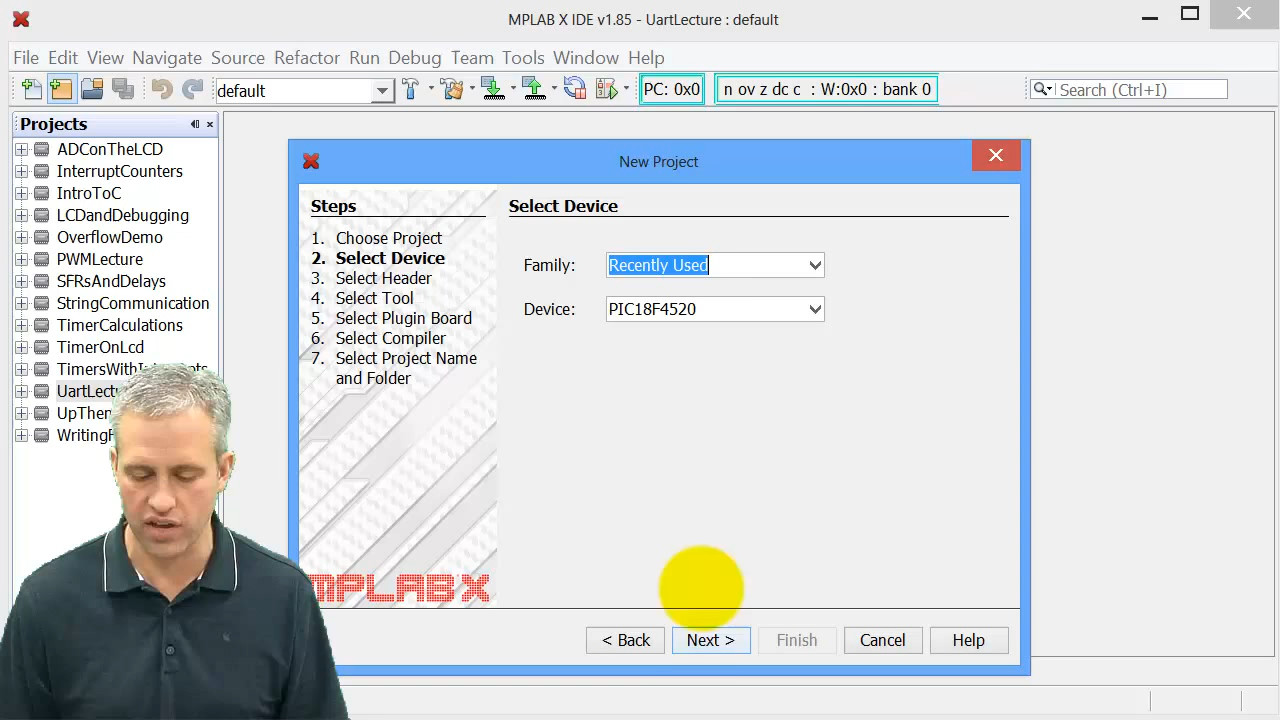 MPLAB X IDE v1.85 - UartLecture : default
File Edit View Navigate Source Refactor Run Debug Team Tools Window Help
default
PC: 0x0
n ov z dc c : W:0x0 : bank 0
Search (Ctrl+I)
Projects
ADConTheLCD
InterruptCounters
IntroToC
LCDandDebugging
OverflowDemo
PWMLecture
SFRsAndDelays
StringCommunication
TimerCalculations
TimerOnLcd
New Project
Steps
1. Choose Project
2. Select Device
3. Select Header
4. Select Tool
5. Select Plugin Board
6. Select Compiler
7. Select Project Name
and Folder
MPLAB X
Select Device
Family: Recently Used
Device: PIC18F4520
< Back
Next >
Finish
Cancel
Help